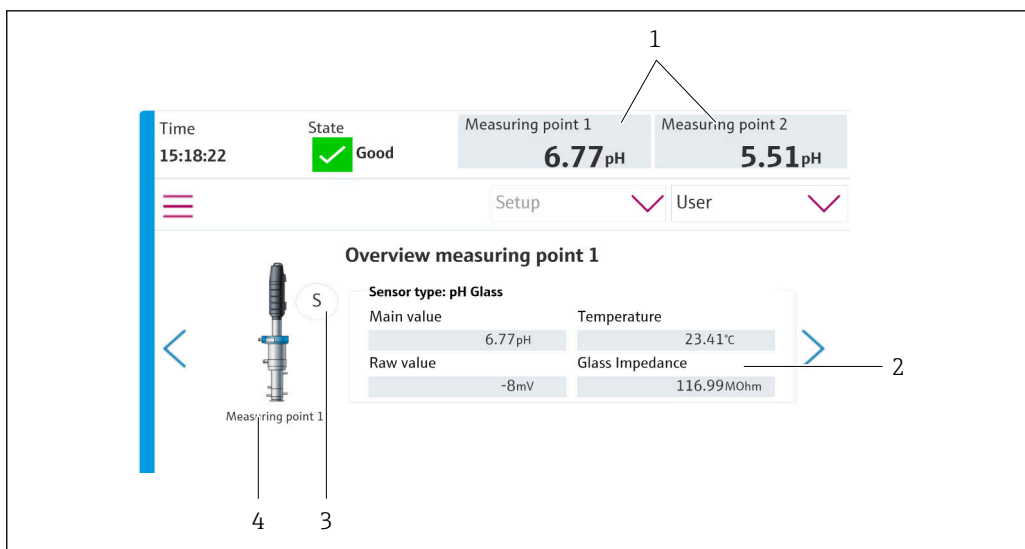 1
Time State Measuring point 1 Measuring point 2
15:18:22 Good 6.77pH 5.51pH
Setup User
Overview measuring point 1
S
Sensor type: pH Glass
Main value Temperature
6.77pH 23.41°C
Raw value Glass Impedance
2
-8mV 116.99MOhm
Measuring point 1
4 3